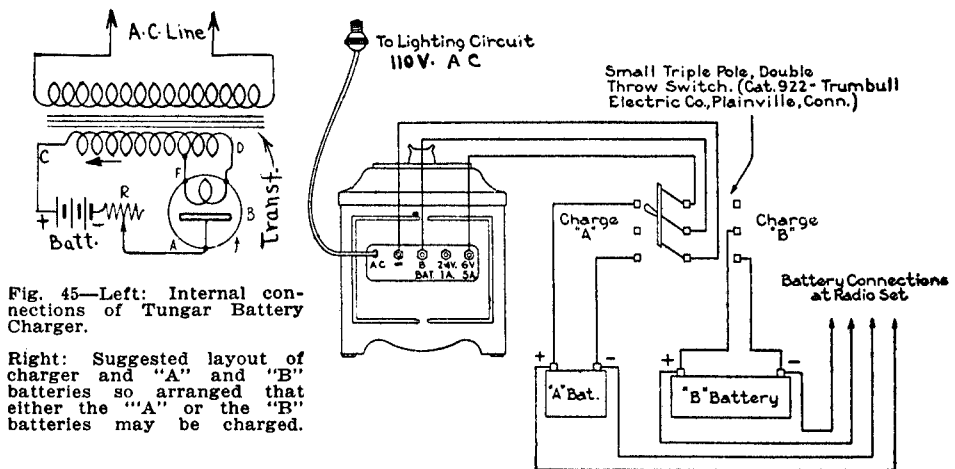 A.C. Line
C
D
F
R
B
+
-
Batt.
A
Transf.
To Lighting Circuit
110V. A C
Small Triple Pole, Double
Throw Switch. (Cat. 922 - Trumbull
Electric Co., Plainville, Conn.)
Charge
"A"
Charge
"B"
A.C. - B 2-4V. 6V
BAT. 1A. 5A
Battery Connections
at Radio Set
+ -
"A" Bat.
+ -
"B" Battery
Fig. 45—Left: Internal con-
nections of Tungar Battery
Charger.
Right: Suggested layout of
charger and "A" and "B"
batteries so arranged that
either the "'A" or the "B"
batteries may be charged.